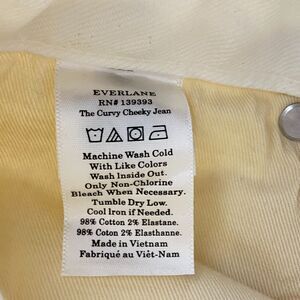 EVERLANE
RN# 139393
The Curvy Cheeky Jean
Machine Wash Cold
With Like Colors
Wash Inside Out.
Only Non-Chlorine
Bleach When Necessary.
Tumble Dry Low.
Cool Iron if Needed.
98% Cotton 2% Elastane.
98% Coton 2% Elasthanne.
Made in Vietnam
Fabriqué au Viêt-Nam